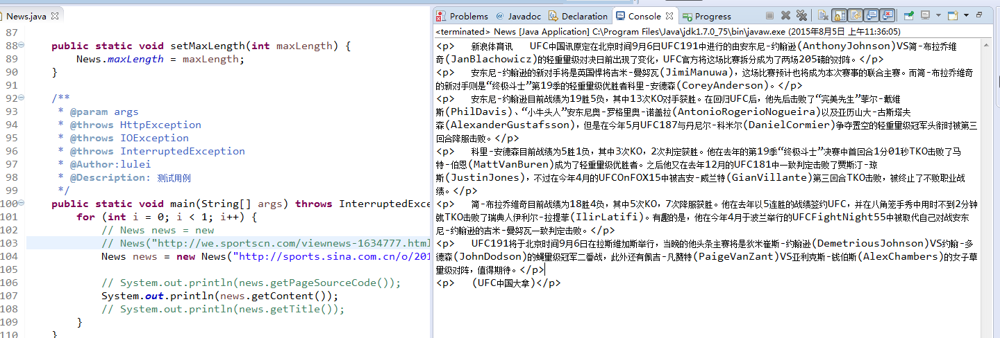 News.java
87
88 public static void setMaxLength(int maxLength) {
89 News.maxLength = maxLength;
90 }
91
92 /**
93 * @param args
94 * @throws HttpException
95 * @throws IOException
96 * @throws InterruptedException
97 * @Author:lulei
98 * @Description: 测试用例
99 */
100 public static void main(String[] args) throws InterruptedExce
101 for (int i = 0; i < 1; i++) {
102 // News news = new
103 // News("http://we.sportscn.com/viewnews-1634777.html
104 News news = new News("http://sports.sina.com.cn/o/201
105
106 // System.out.println(news.getPageSourceCode());
107 System.out.println(news.getContent());
108 // System.out.println(news.getTitle());
109 }
110 }
Problems @ Javadoc Declaration Console Progress
<terminated> News [Java Application] C:\Program Files\Java\jdk1.7.0_75\bin\javaw.exe (2015年8月5日 上午11:36:05)
<p> 新浪体育讯 UFC中国讯原定在北京时间9月6日UFC191中进行的由安东尼-约翰逊(AnthonyJohnson)VS简-布拉乔维
奇(JanBlachowicz)的轻重量级对决日前出现了变化，UFC官方将这场比赛拆分成为了两场205磅的对阵。</p>
<p> 安东尼-约翰逊的新对手将是英国悍将吉米-曼努瓦(JimiManuwa)，这场比赛预计也将成为本次赛事的联合主赛。而简-布拉乔维奇
的新对手则是“终极斗士”第19季的轻重量级优胜者科里-安德森(CoreyAnderson)。</p>
<p> 安东尼-约翰逊目前战绩为19胜5负，其中13次KO对手获胜。在回归UFC后，他先后击败了“完美先生”菲尔-戴维
斯(PhilDavis)、“小牛头人”安东尼奥-罗格里奥-诺盖拉(AntonioRogerioNogueira)以及亚历山大-古斯塔夫
森(AlexanderGustafsson)，但是在今年5月UFC187与丹尼尔-科米尔(DanielCormier)争夺置空的轻重量级冠军头衔时被第三
回合降服击败。</p>
<p> 科里-安德森目前战绩为5胜1负，其中3次KO，2次判定获胜。他在去年的第19季“终极斗士”决赛中首回合1分01秒TKO击败了马
特-伯恩(MattVanBuren)成为了轻重量级优胜者。之后他又在去年12月的UFC181中一致判定击败了贾斯汀-琼
斯(JustinJones)，不过在今年4月的UFCOnFOX15中被吉安-威兰特(GianVillante)第三回合TKO击败，被终止了不败职业战
绩。</p>
<p> 简-布拉乔维奇目前战绩为18胜4负，其中5次KO，7次降服获胜。他在去年以5连胜的战绩签约UFC，并在八角笼手秀中用时不到2分钟
就TKO击败了瑞典人伊利尔-拉提菲(IlirLatifi)。有趣的是，他在今年4月于波兰举行的UFCFightNight55中被取代自己对战安东
尼-约翰逊的吉米-曼努瓦一致判定击败。</p>
<p> UFC191将于北京时间9月6日在拉斯维加斯举行，当晚的他头条主赛将是狄米崔斯-约翰逊(DemetriousJohnson)VS约翰-多
德森(JohnDodson)的蝇量级冠军二番战，此外还有佩吉-凡赞特(PaigeVanZant)VS亚利克斯-钱伯斯(AlexChambers)的女子草
量级对阵，值得期待。</p>
<p> (UFC中国大拿)</p>